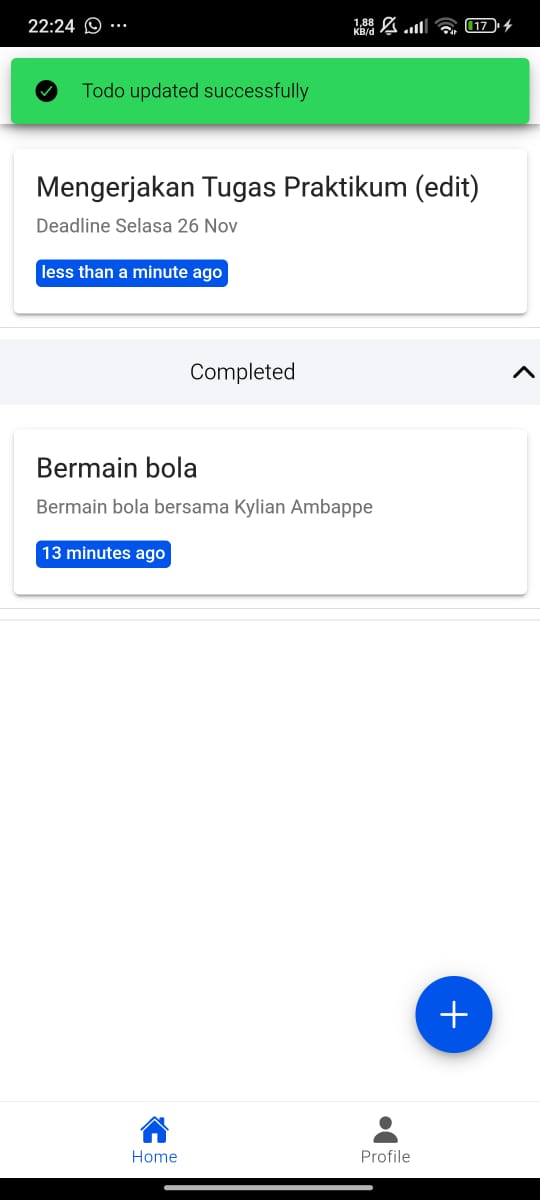 22:24
1,88
KB/d
17
Todo updated successfully
Mengerjakan Tugas Praktikum (edit)
Deadline Selasa 26 Nov
less than a minute ago
Completed
Bermain bola
Bermain bola bersama Kylian Ambappe
13 minutes ago
Home
Profile